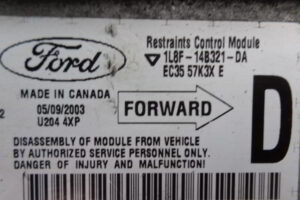 Ford
Restraints Control Module
1L8F-14B321-DA
EC35 57K3X E
MADE IN CANADA
05/09/2003
U204 4XP
FORWARD
D
2
DISASSEMBLY OF MODULE FROM VEHICLE
BY AUTHORIZED SERVICE PERSONNEL ONLY.
DANGER OF INJURY AND MALFUNCTION!